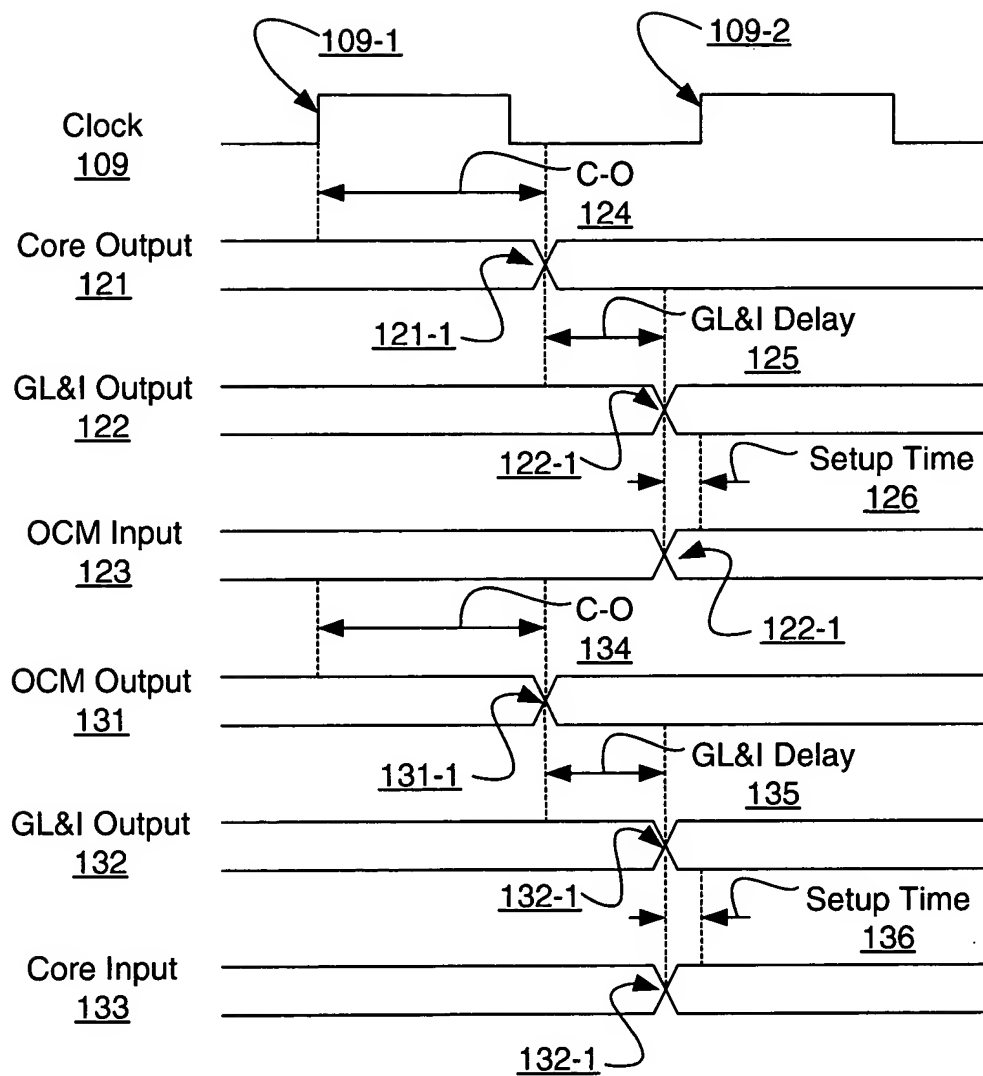 109-1
109-2
Clock
109
C-O
124
Core Output
121
121-1
GL&I Delay
125
GL&I Output
122
122-1
Setup Time
126
OCM Input
123
C-O
134
122-1
OCM Output
131
131-1
GL&I Delay
135
GL&I Output
132
132-1
Setup Time
136
Core Input
133
132-1